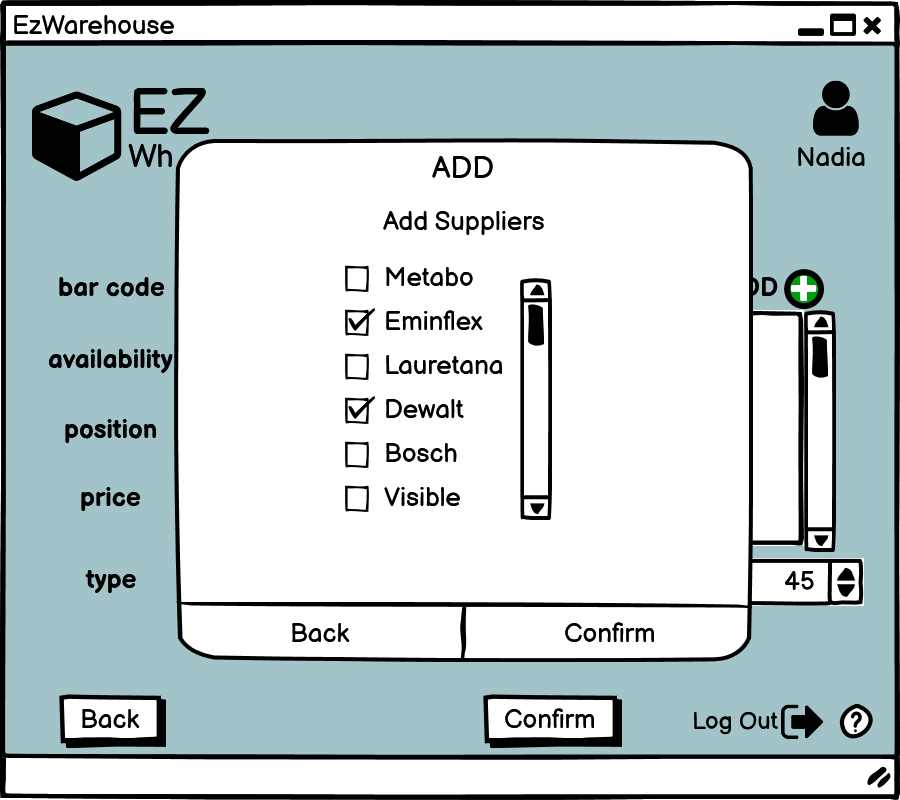 EzWarehouse
EZ
Wh
Nadia
ADD
Add Suppliers
Metabo
Eminflex
Lauretana
Dewalt
Bosch
Visible
Back
Confirm
bar code
availability
position
price
type
DD
45
Back
Confirm
Log Out
?